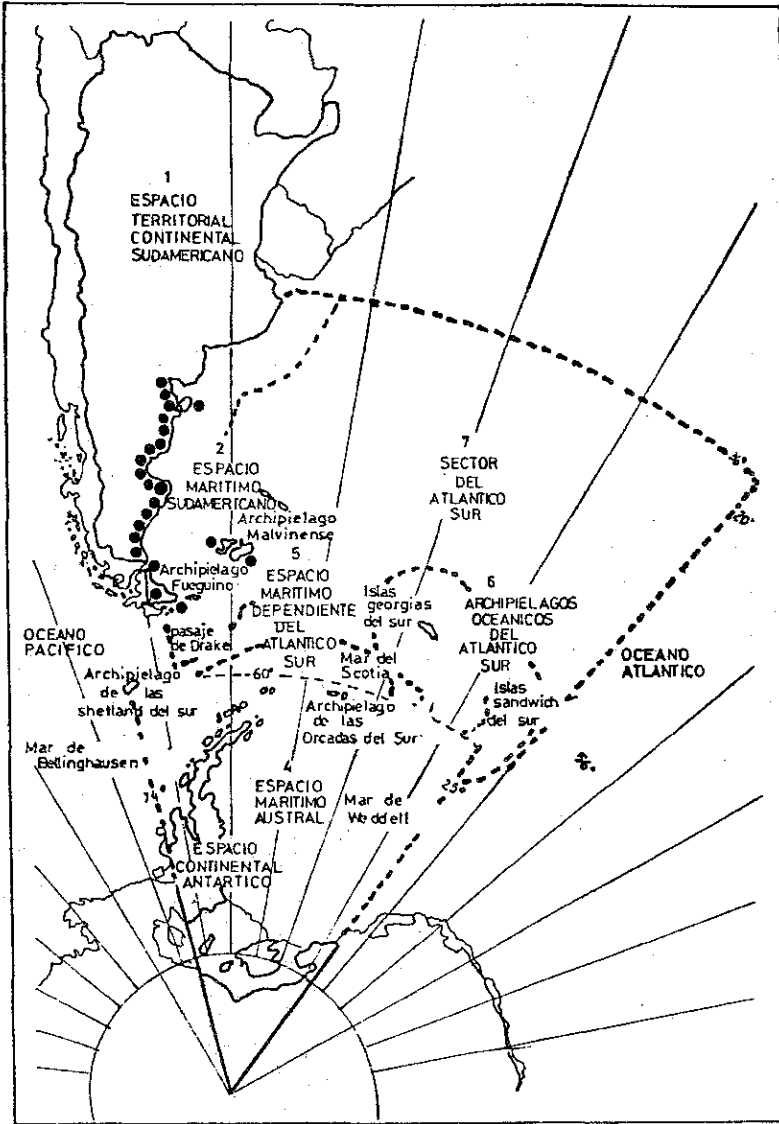 1
ESPACIO
TERRITORIAL
CONTINENTAL
SUDAMERICANO
2
ESPACIO
MARITIMO
SUDAMERICANO
7
SECTOR
DEL
ATLANTICO
SUR
Archipielago
Malvinense
5
ESPACIO
MARITIMO
DEPENDIENTE
DEL
ATLANTICO
SUR
Archipielago
Fueguino
Islas
georgias
del sur
6
ARCHIPIELAGOS
OCEANICOS
DEL
ATLANTICO
SUR
OCEANO
PACIFICO
pasaje
de Drake
OCEANO
ATLANTICO
Mar del
Scotia
60°
Archipielago
de las
shetland del sur
Islas
sandwich
del sur
Archipielago
de las
Orcadas del Sur
Mar de
Bellinghausen
74°
4
ESPACIO
MARITIMO
AUSTRAL
Mar de
Weddell
25°
20°
ESPACIO
CONTINENTAL
ANTARTICO